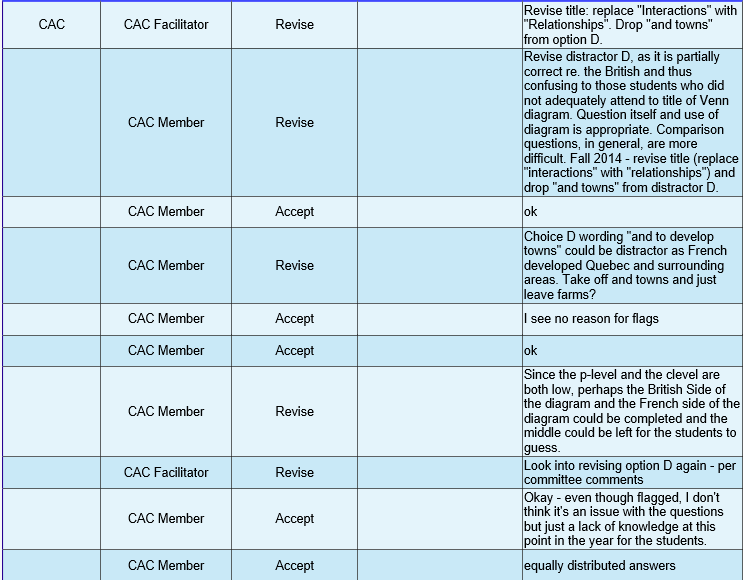 CAC CAC Facilitator Revise Revise title: replace "Interactions" with
"Relationships". Drop "and towns"
from option D.
CAC Member Revise Revise distractor D, as it is partially
correct re. the British and thus
confusing to those students who did
not adequately attend to title of Venn
diagram. Question itself and use of
diagram is appropriate. Comparison
questions, in general, are more
difficult. Fall 2014 - revise title (replace
"interactions" with "relationships") and
drop "and towns" from distractor D.
CAC Member Accept ok
CAC Member Revise Choice D wording "and to develop
towns" could be distractor as French
developed Quebec and surrounding
areas. Take off and towns and just
leave farms?
CAC Member Accept I see no reason for flags
CAC Member Accept ok
CAC Member Revise Since the p-level and the clevel are
both low, perhaps the British Side of
the diagram and the French side of the
diagram could be completed and the
middle could be left for the students to
guess.
CAC Facilitator Revise Look into revising option D again - per
committee comments
CAC Member Accept Okay - even though flagged, I don't
think it's an issue with the questions
but just a lack of knowledge at this
point in the year for the students.
CAC Member Accept equally distributed answers